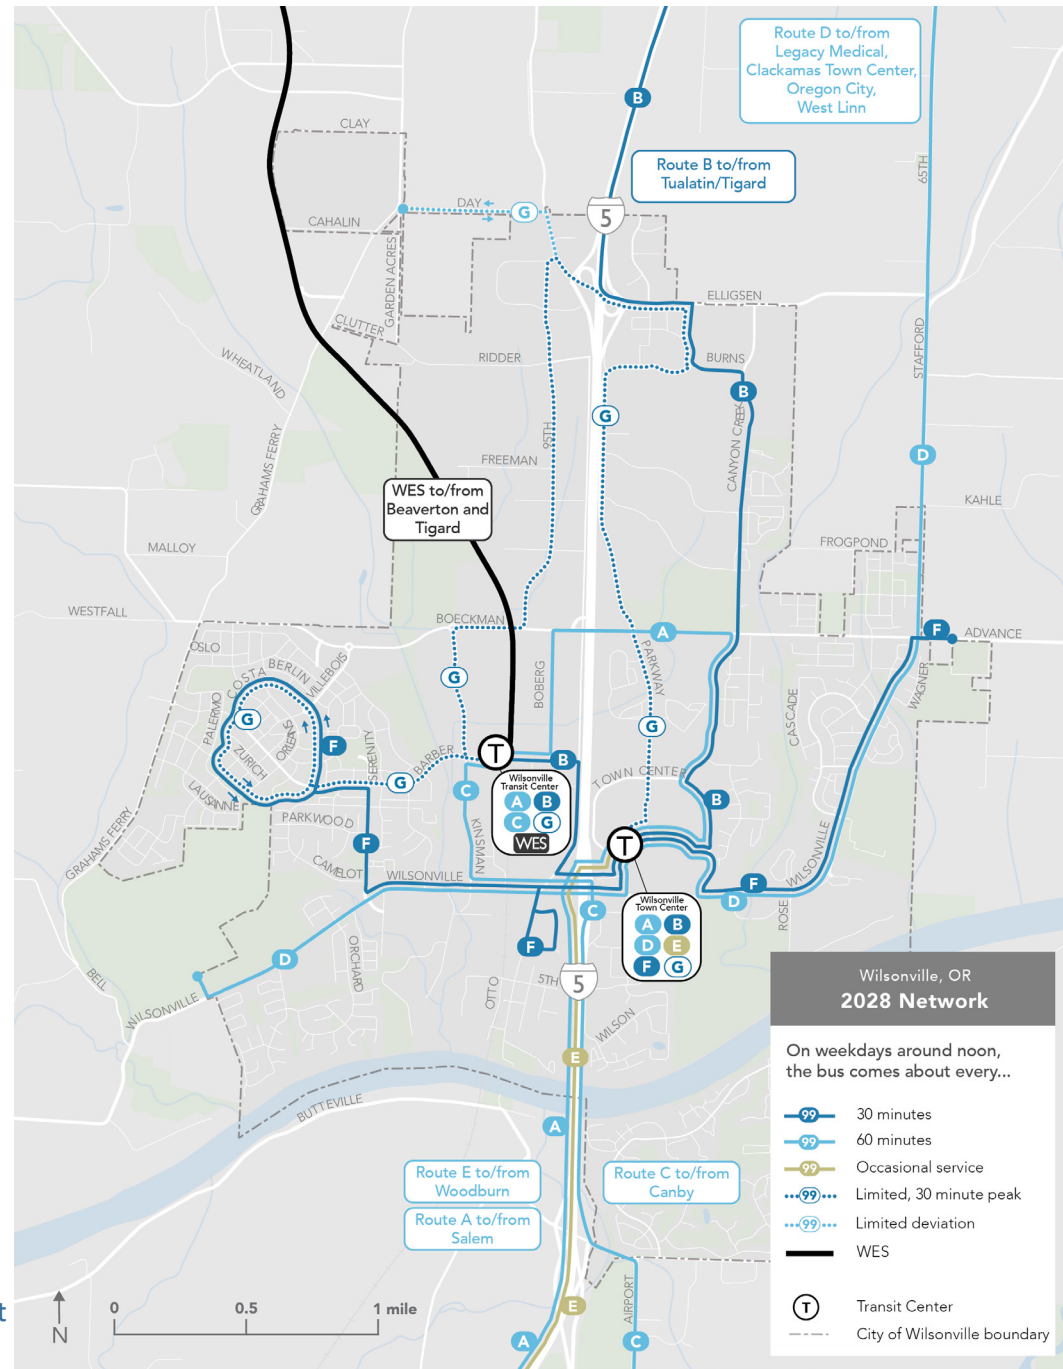 Route D to/from
Legacy Medical,
Clackamas Town Center,
Oregon City,
West Linn
B
CLAY
65TH
Route B to/from
Tualatin/Tigard
DAY
G
5
CAHALIN
GARDEN ACRES
ELLIGSEN
CLUTTER
STAFFORD
RIDDER
BURNS
WHEATLAND
B
G
95TH
CANYON CREEK
GRAHAMS FERRY
FREEMAN
D
WES to/from
Beaverton and
Tigard
KAHLE
MALLOY
FROGPOND
WESTFALL
BOECKMAN
A
F
ADVANCE
OSLO
COSTA
BERLIN
VILLEBOIS
G
BOBERG
PARKWAY
WAGNER
PALERMO
G
ORLEANS
F
SERENITY
BARBER
T
B
G
CASCADE
ZURICH
G
C
TOWN CENTER
B
LAUSANNE
Wilsonville
Transit Center
A B
C G
WES
PARKWOOD
KINSMAN
GRAHAMS FERRY
F
T
WILSONVILLE
CAMELOT
WILSONVILLE
F
D
ROSE
C
Wilsonville
Town Center
A B
D E
F G
F
D
ORCHARD
BELL
OTTO
5TH
5
WILSONVILLE
WILSON
E
BUTTEVILLE
A
Route E to/from
Woodburn
Route C to/from
Canby
Route A to/from
Salem
AIRPORT
E
A
C
t
N
0 0.5 1 mile
Wilsonville, OR
2028 Network
On weekdays around noon,
the bus comes about every...
99 30 minutes
99 60 minutes
99 Occasional service
99 Limited, 30 minute peak
99 Limited deviation
WES
T Transit Center
City of Wilsonville boundary